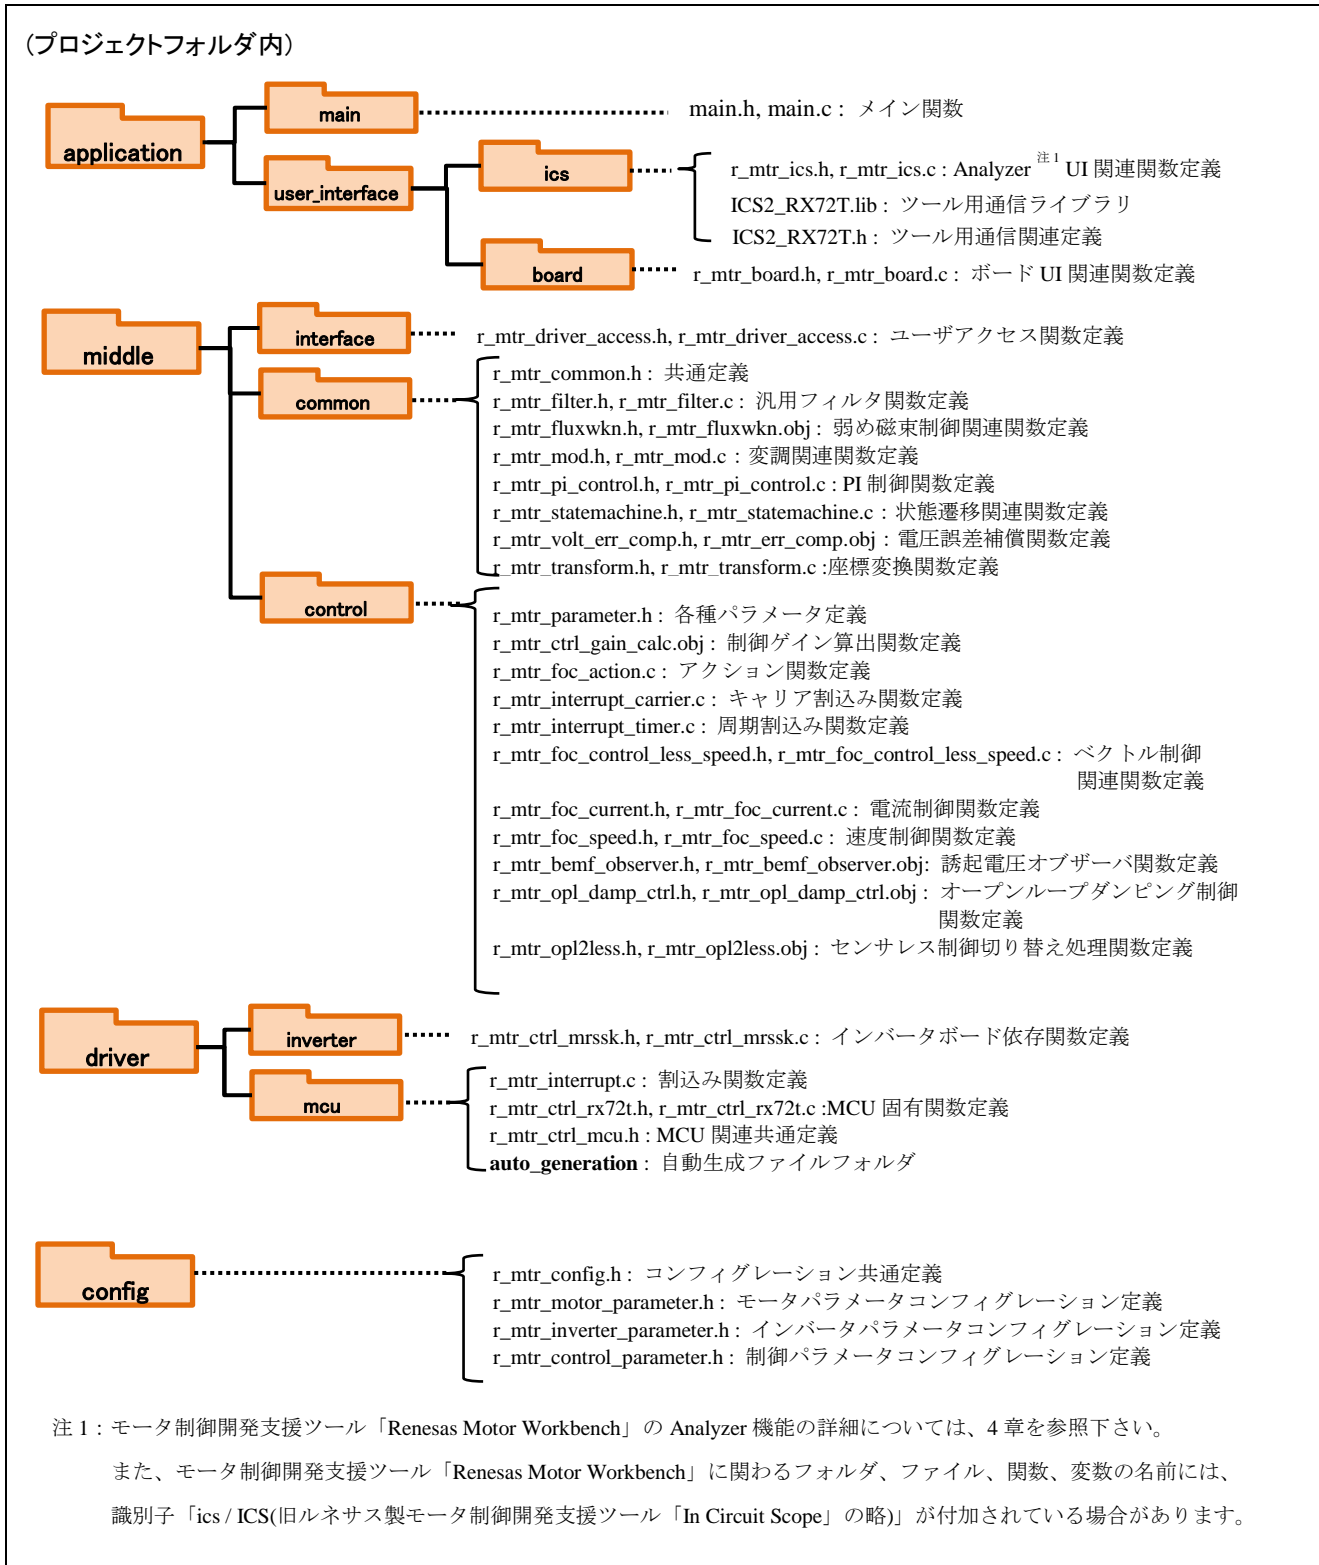 (プロジェクトフォルダ内)
main
main.h, main.c : メイン関数
application
user_interface
ics
r_mtr_ics.h, r_mtr_ics.c : Analyzer 注1 UI 関連関数定義
ICS2_RX72T.lib : ツール用通信ライブラリ
ICS2_RX72T.h : ツール用通信関連定義
board
r_mtr_board.h, r_mtr_board.c : ボード UI 関連関数定義
middle
interface
r_mtr_driver_access.h, r_mtr_driver_access.c : ユーザアクセス関数定義
common
r_mtr_common.h : 共通定義
r_mtr_filter.h, r_mtr_filter.c : 汎用フィルタ関数定義
r_mtr_fluxwkn.h, r_mtr_fluxwkn.obj : 弱め磁束制御関連関数定義
r_mtr_mod.h, r_mtr_mod.c : 変調関連関数定義
r_mtr_pi_control.h, r_mtr_pi_control.c : PI 制御関数定義
r_mtr_statemachine.h, r_mtr_statemachine.c : 状態遷移関連関数定義
r_mtr_volt_err_comp.h, r_mtr_err_comp.obj : 電圧誤差補償関数定義
r_mtr_transform.h, r_mtr_transform.c :座標変換関数定義
control
r_mtr_parameter.h : 各種パラメータ定義
r_mtr_ctrl_gain_calc.obj : 制御ゲイン算出関数定義
r_mtr_foc_action.c : アクション関数定義
r_mtr_interrupt_carrier.c : キャリア割込み関数定義
r_mtr_interrupt_timer.c : 周期割込み関数定義
r_mtr_foc_control_less_speed.h, r_mtr_foc_control_less_speed.c : ベクトル制御
関連関数定義
r_mtr_foc_current.h, r_mtr_foc_current.c : 電流制御関数定義
r_mtr_foc_speed.h, r_mtr_foc_speed.c : 速度制御関数定義
r_mtr_bemf_observer.h, r_mtr_bemf_observer.obj: 誘起電圧オブザーバ関数定義
r_mtr_opl_damp_ctrl.h, r_mtr_opl_damp_ctrl.obj : オープンループダンピング制御
関数定義
r_mtr_opl2less.h, r_mtr_opl2less.obj : センサレス制御切り替え処理関数定義
driver
inverter
r_mtr_ctrl_mrssk.h, r_mtr_ctrl_mrssk.c : インバータボード依存関数定義
mcu
r_mtr_interrupt.c : 割込み関数定義
r_mtr_ctrl_rx72t.h, r_mtr_ctrl_rx72t.c :MCU 固有関数定義
r_mtr_ctrl_mcu.h : MCU 関連共通定義
auto_generation : 自動生成ファイルフォルダ
config
r_mtr_config.h : コンフィグレーション共通定義
r_mtr_motor_parameter.h : モータパラメータコンフィグレーション定義
r_mtr_inverter_parameter.h : インバータパラメータコンフィグレーション定義
r_mtr_control_parameter.h : 制御パラメータコンフィグレーション定義
注 1 : モータ制御開発支援ツール「Renesas Motor Workbench」の Analyzer 機能の詳細については、4 章を参照下さい。
また、モータ制御開発支援ツール「Renesas Motor Workbench」に関わるフォルダ、ファイル、関数、変数の名前には、
識別子「ics / ICS(旧ルネサス製モータ制御開発支援ツール「In Circuit Scope」の略)」が付加されている場合があります。